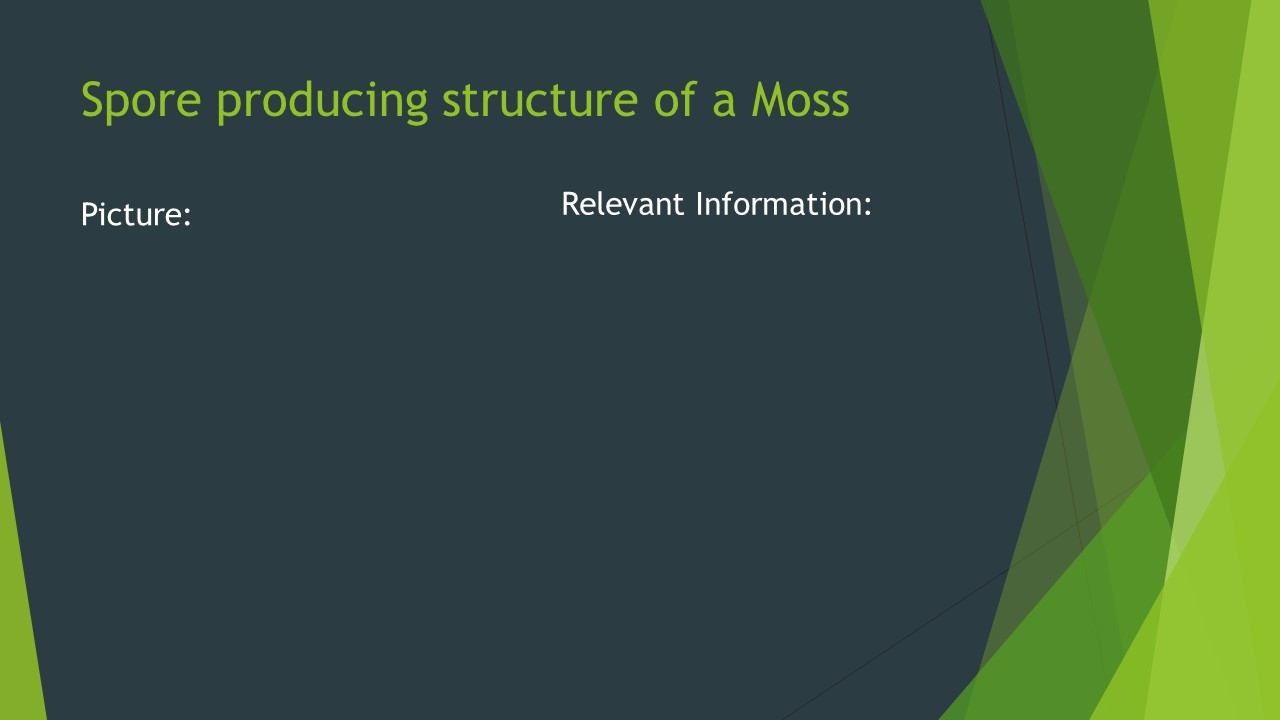 Spore producing structure of a Moss
Picture:
Relevant Information: